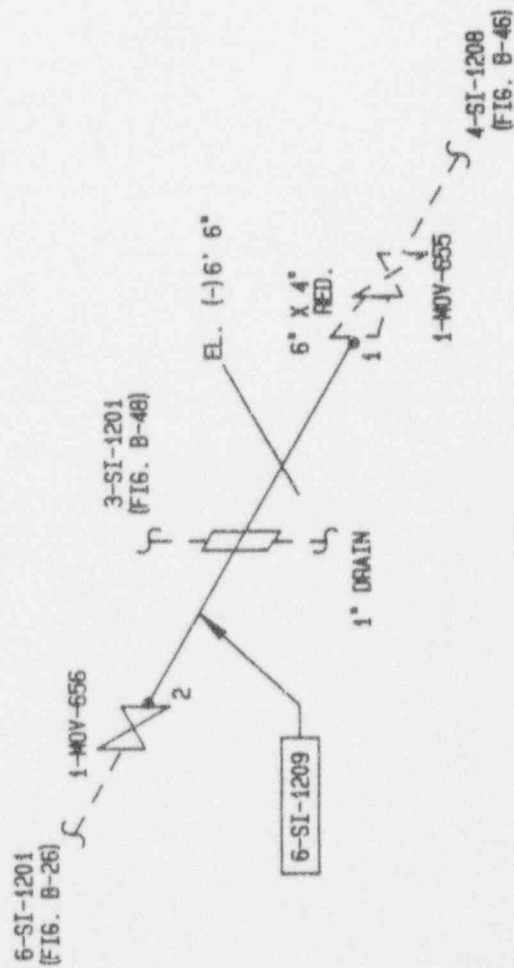 6-SI-1201
(FIG. B-26)
1-MOV-656
2
3-SI-1201
(FIG. B-48)
EL. (-)6' 6"
6" X 4"
RED.
1
1-MOV-655
4-SI-1208
(FIG. B-46)
1" DRAIN
6-SI-1209